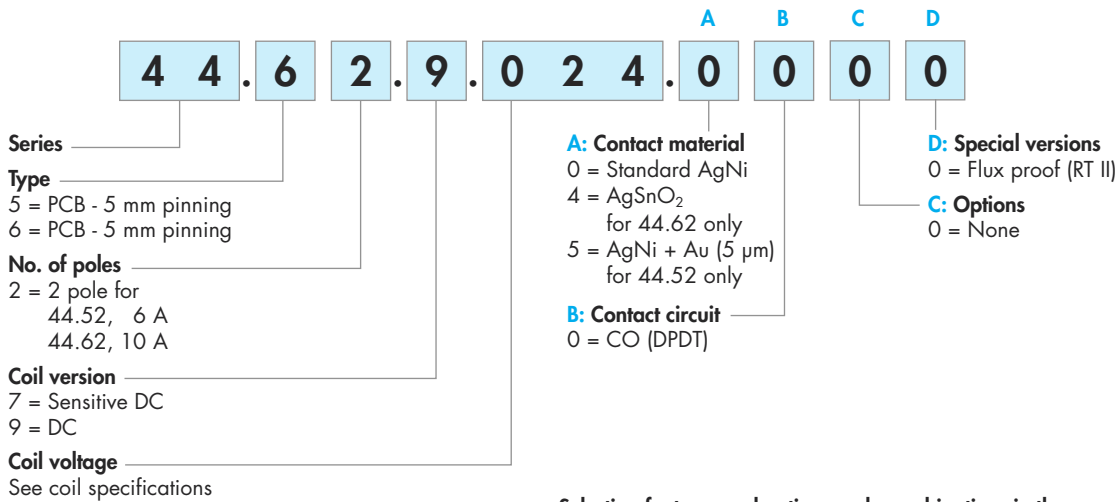 A B C D
4 4 . 6 2 . 9 . 0 2 4 . 0 0 0 0
Series
Type
5 = PCB - 5 mm pinning
6 = PCB - 5 mm pinning
No. of poles
2 = 2 pole for
44.52, 6 A
44.62, 10 A
Coil version
7 = Sensitive DC
9 = DC
Coil voltage
See coil specifications
A: Contact material
0 = Standard AgNi
4 = AgSnO₂
for 44.62 only
5 = AgNi + Au (5 µm)
for 44.52 only
B: Contact circuit
0 = CO (DPDT)
D: Special versions
0 = Flux proof (RT II)
C: Options
0 = None